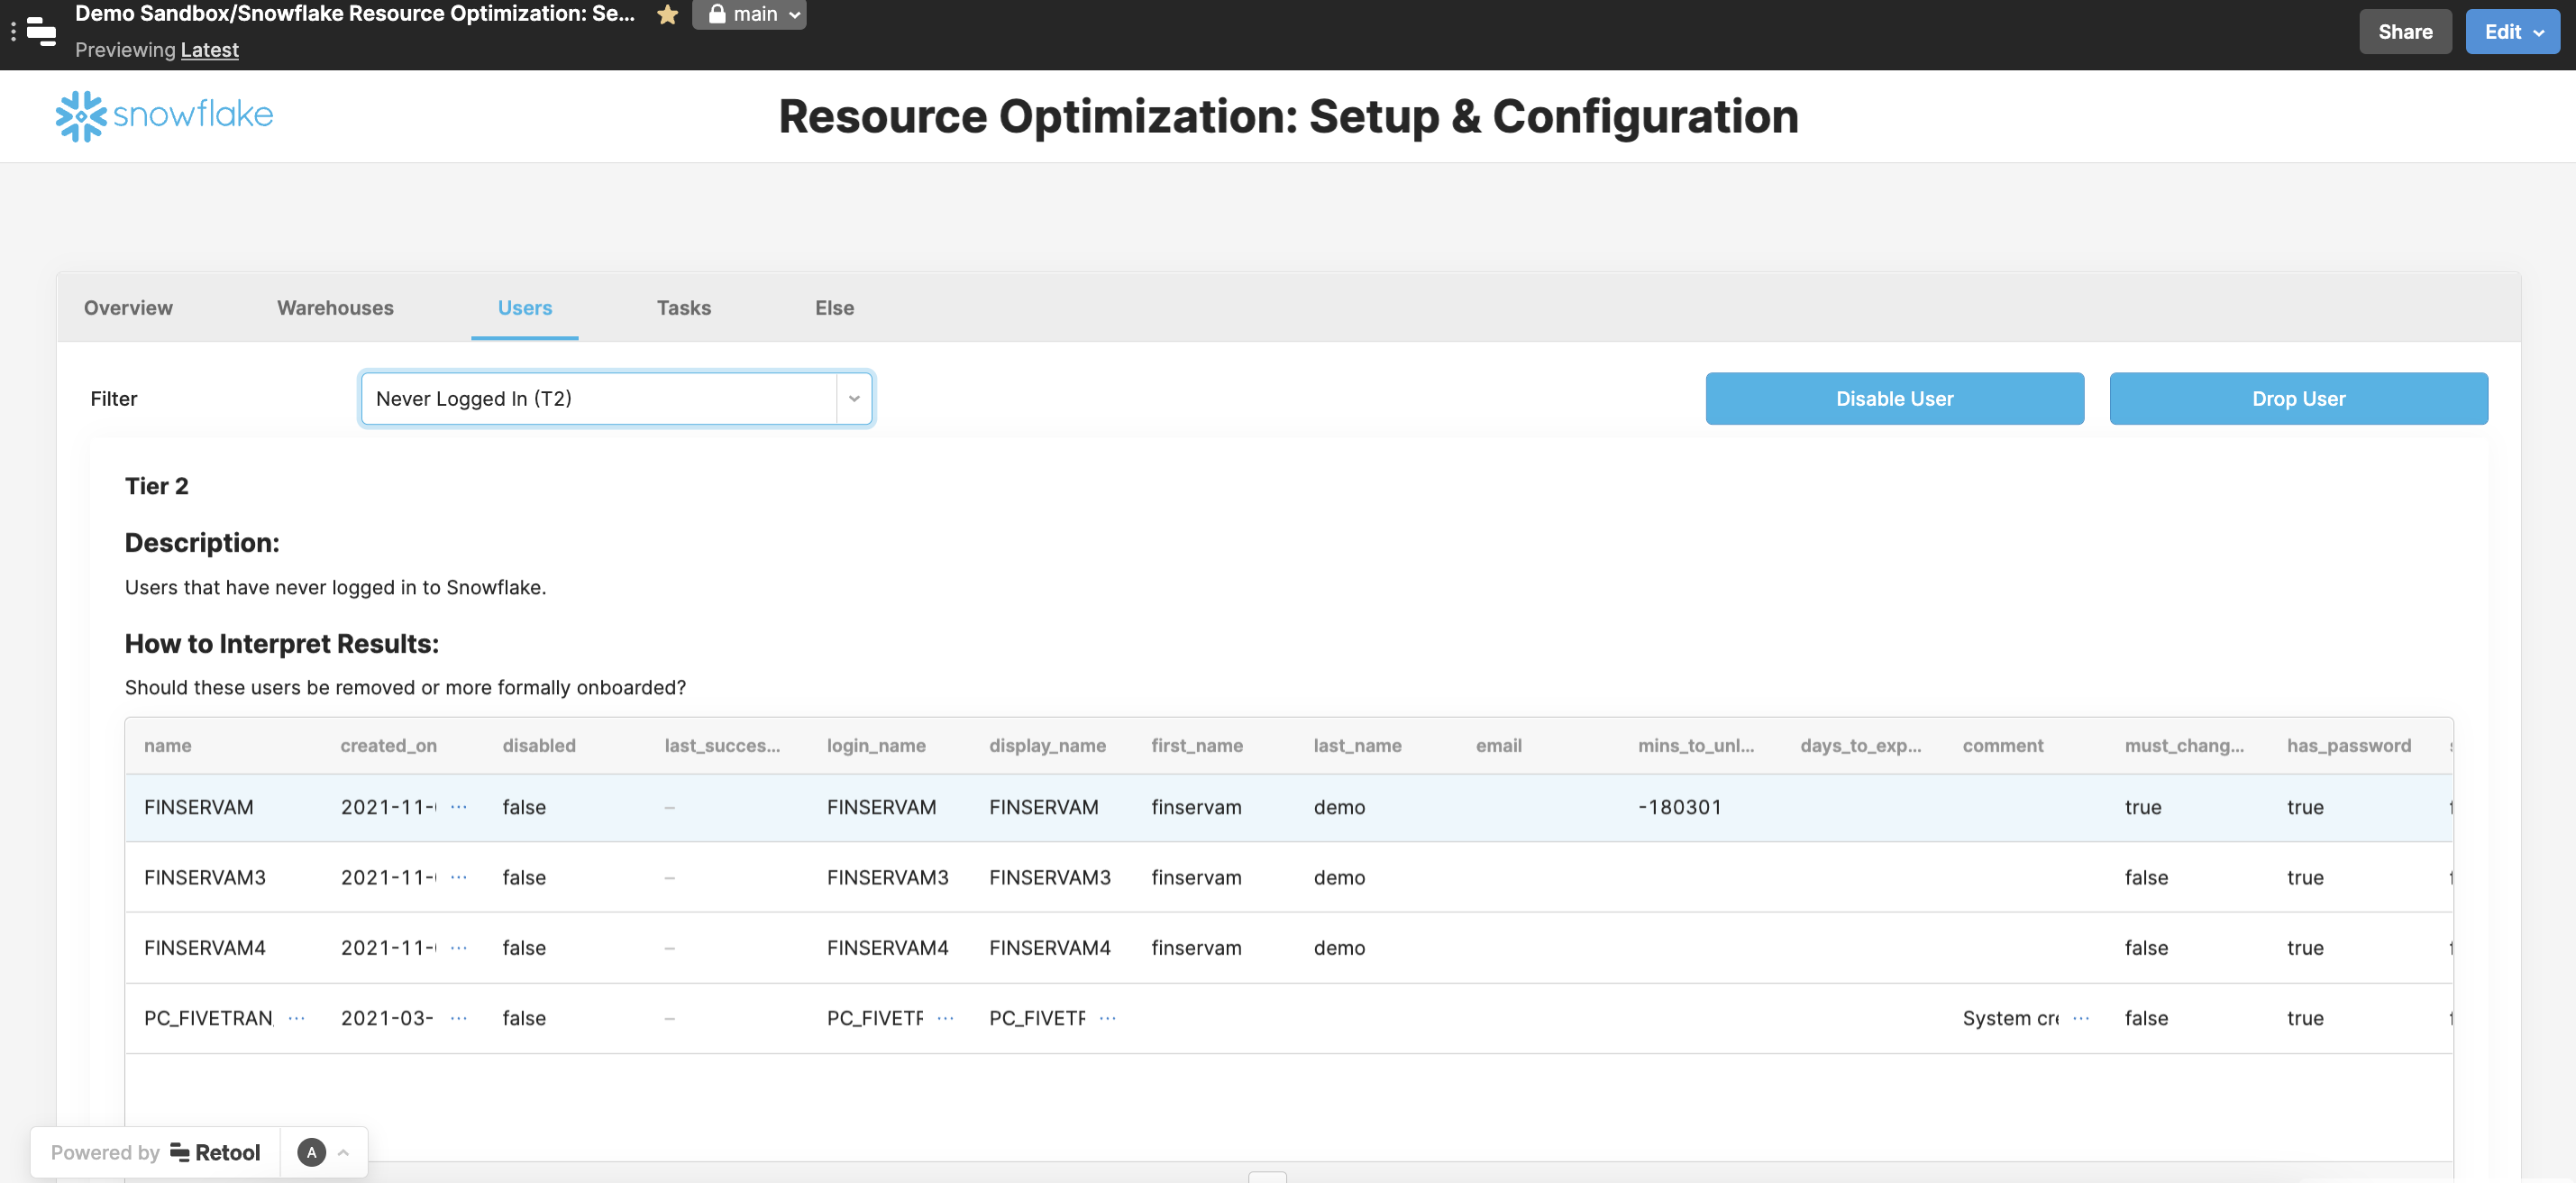 Demo Sandbox/Snowflake Resource Optimization: Se... main
Previewing Latest
Share Edit
snowflake
Resource Optimization: Setup & Configuration
Overview Warehouses Users Tasks Else
Filter Never Logged In (T2) Disable User Drop User
Tier 2
Description:
Users that have never logged in to Snowflake.
How to Interpret Results:
Should these users be removed or more formally onboarded?
name created_on disabled last_succes... login_name display_name first_name last_name email mins_to_unl... days_to_exp... comment must_chang... has_password
FINSERVAM 2021-11- ... false – FINSERVAM FINSERVAM finservam demo -180301 true true
FINSERVAM3 2021-11- ... false – FINSERVAM3 FINSERVAM3 finservam demo false true
FINSERVAM4 2021-11- ... false – FINSERVAM4 FINSERVAM4 finservam demo false true
PC_FIVETRAN ... 2021-03- ... false – PC_FIVET ... PC_FIVET ... System cre ... false true
Powered by Retool A